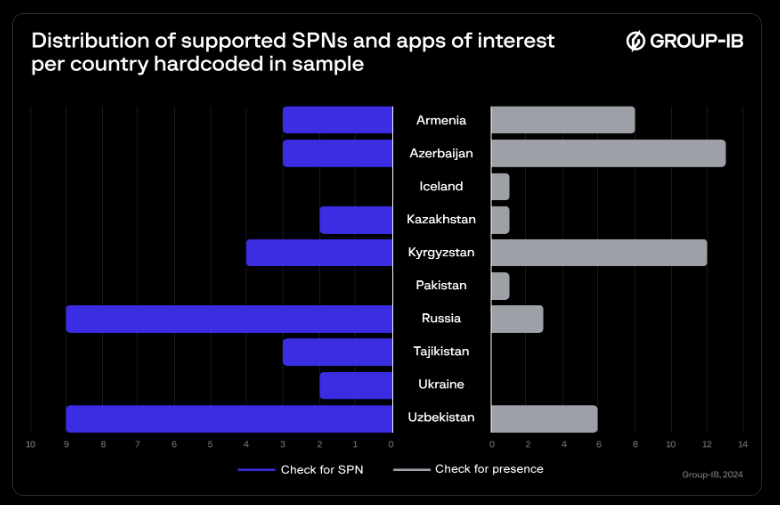 Distribution of supported SPNs and apps of interest
per country hardcoded in sample
GROUP-IB
Armenia
Azerbaijan
Iceland
Kazakhstan
Kyrgyzstan
Pakistan
Russia
Tajikistan
Ukraine
Uzbekistan
10 9 8 7 6 5 4 3 2 1 0
0 2 4 6 8 10 12 14
Check for SPN
Check for presence
Group-IB, 2024